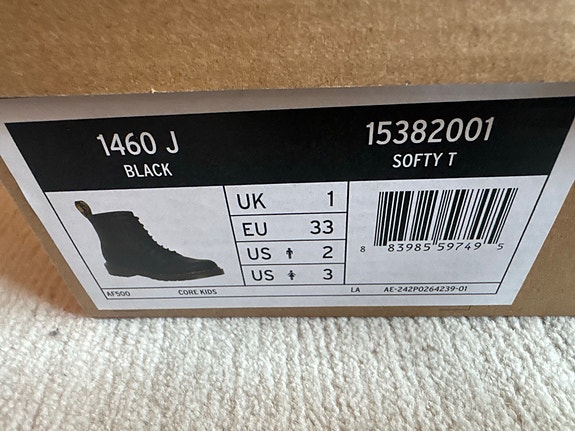 1460 J
BLACK
15382001
SOFTY T
UK 1
EU 33
US 2
US 3
8 83985 59749 5
AF500 CORE KIDS LA AE-242P0264239-01